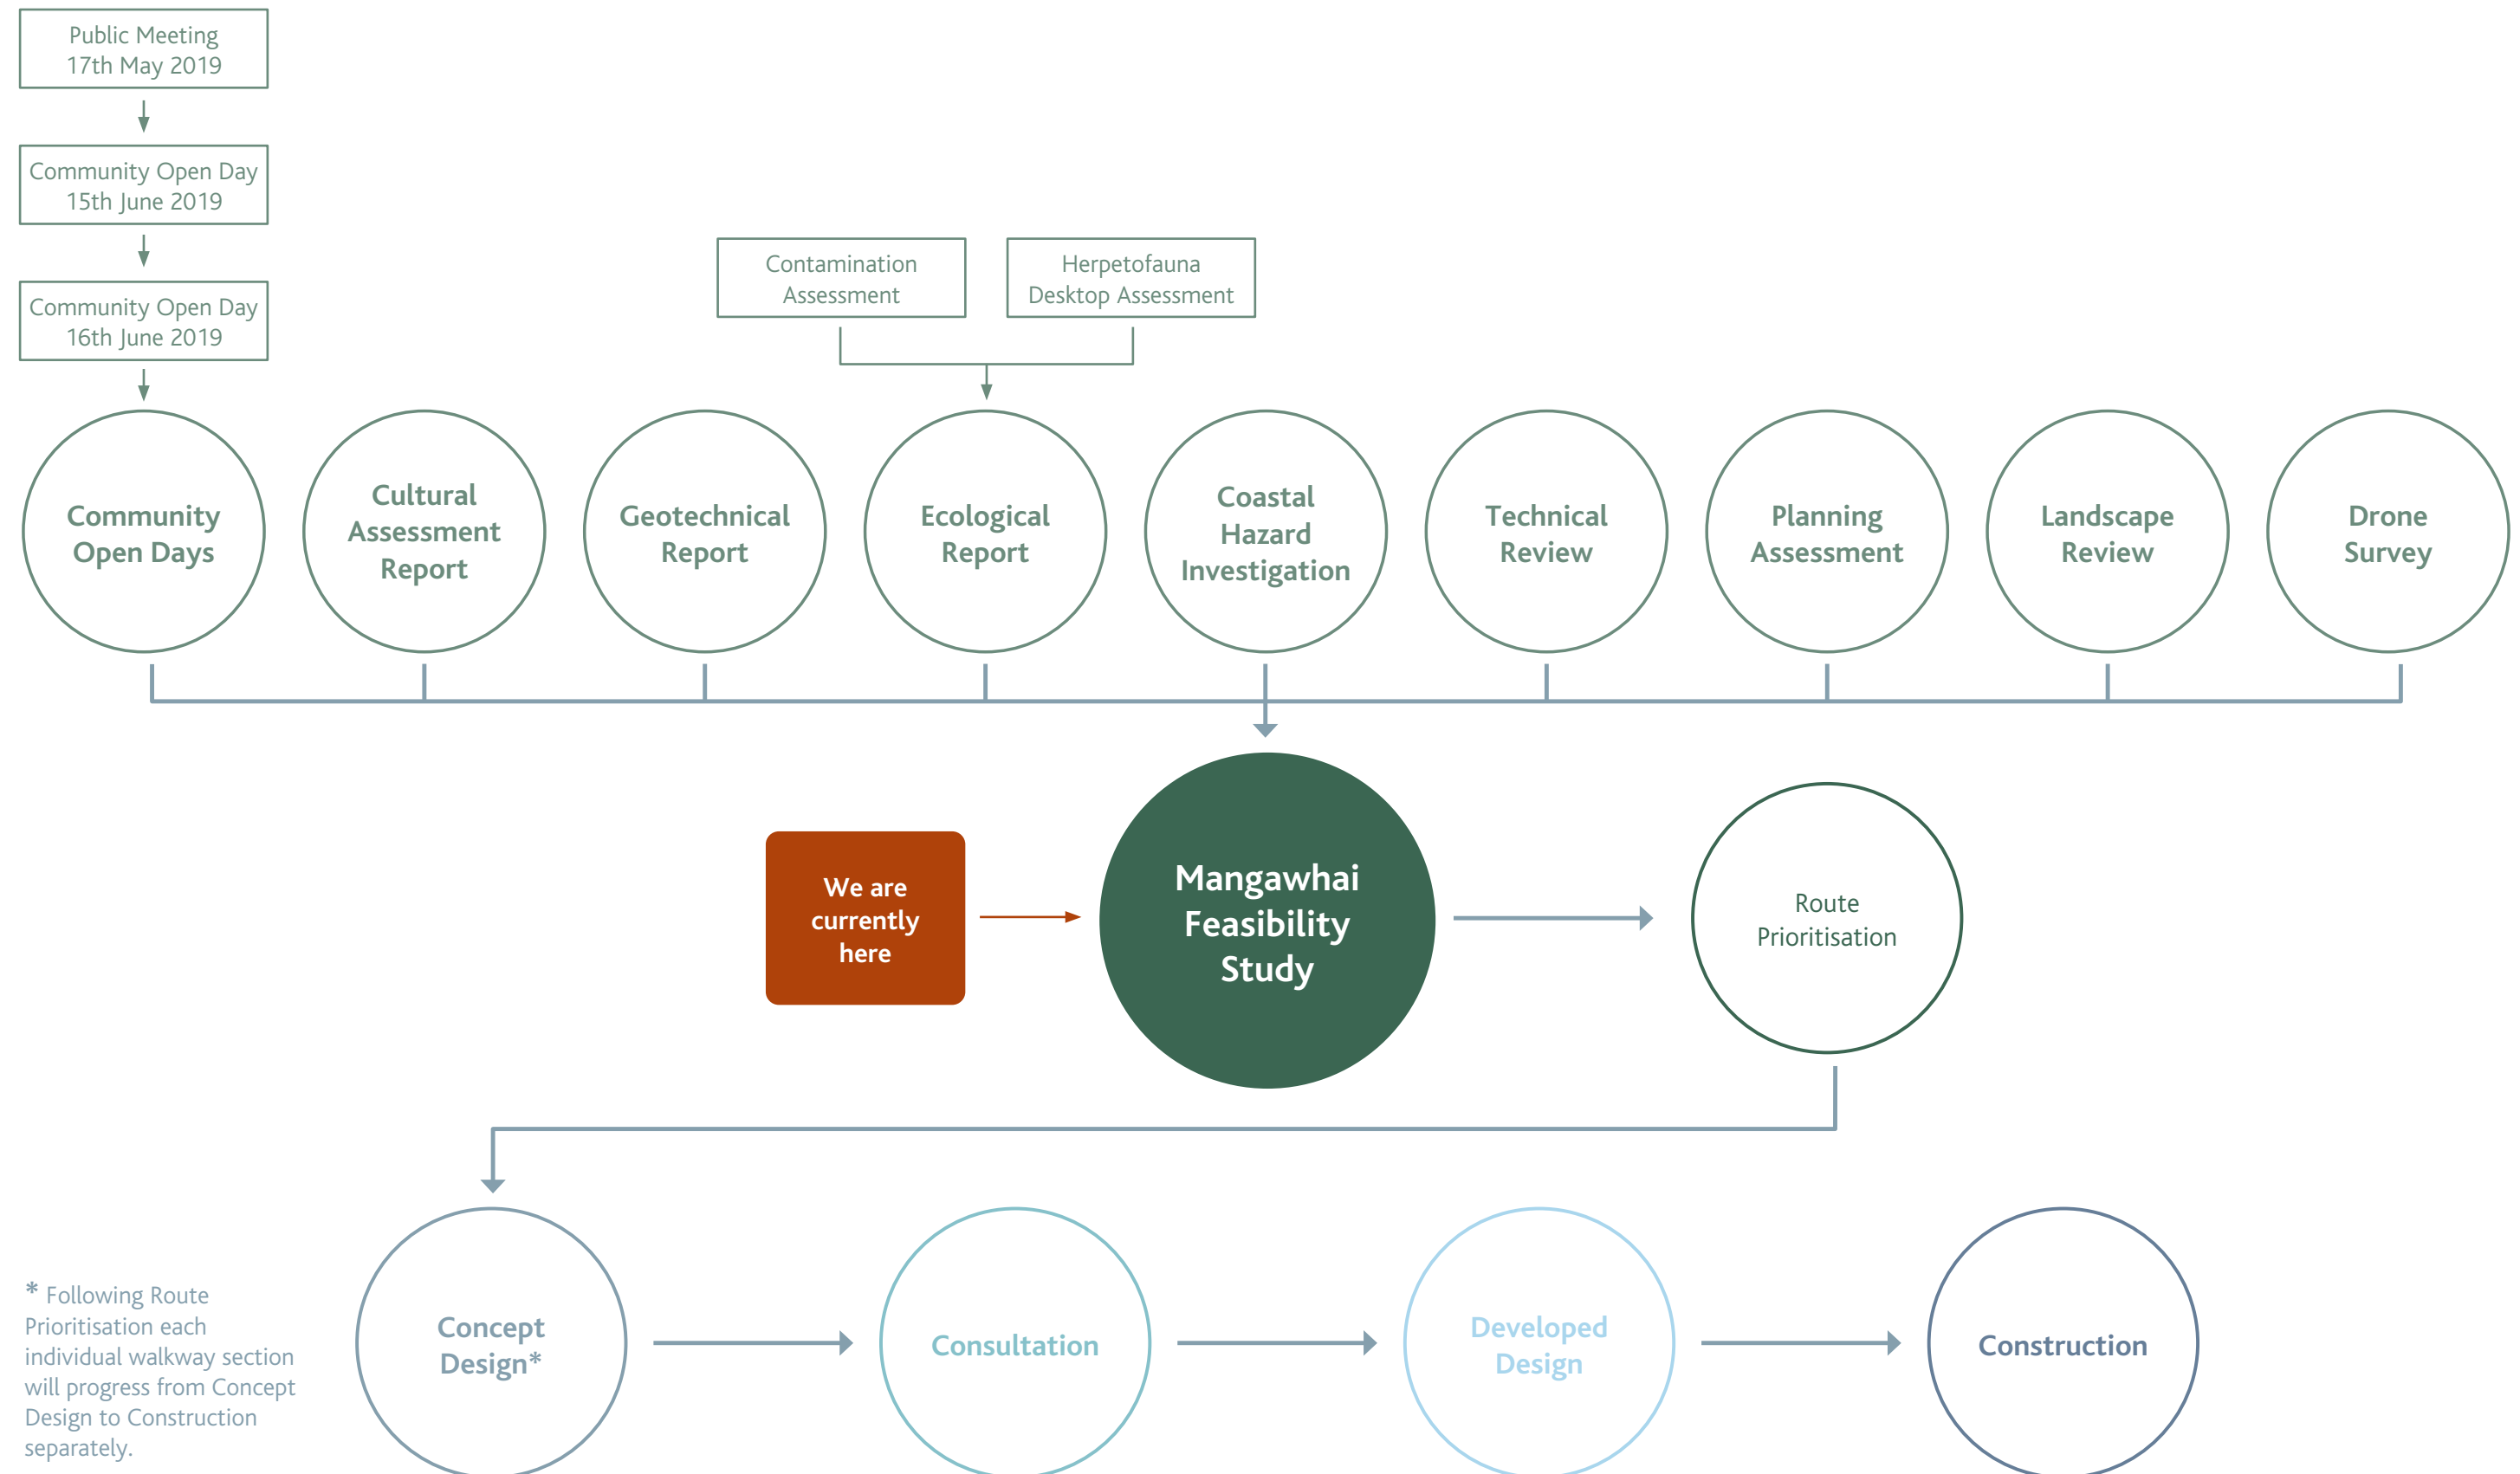 Public Meeting
17th May 2019
Community Open Day
15th June 2019
Community Open Day
16th June 2019
Contamination
Assessment
Herpetofauna
Desktop Assessment
Community
Open Days
Cultural
Assessment
Report
Geotechnical
Report
Ecological
Report
Coastal
Hazard
Investigation
Technical
Review
Planning
Assessment
Landscape
Review
Drone
Survey
We are
currently
here
Mangawhai
Feasibility
Study
Route
Prioritisation
* Following Route
Prioritisation each
individual walkway section
will progress from Concept
Design to Construction
separately.
Concept
Design*
Consultation
Developed
Design
Construction